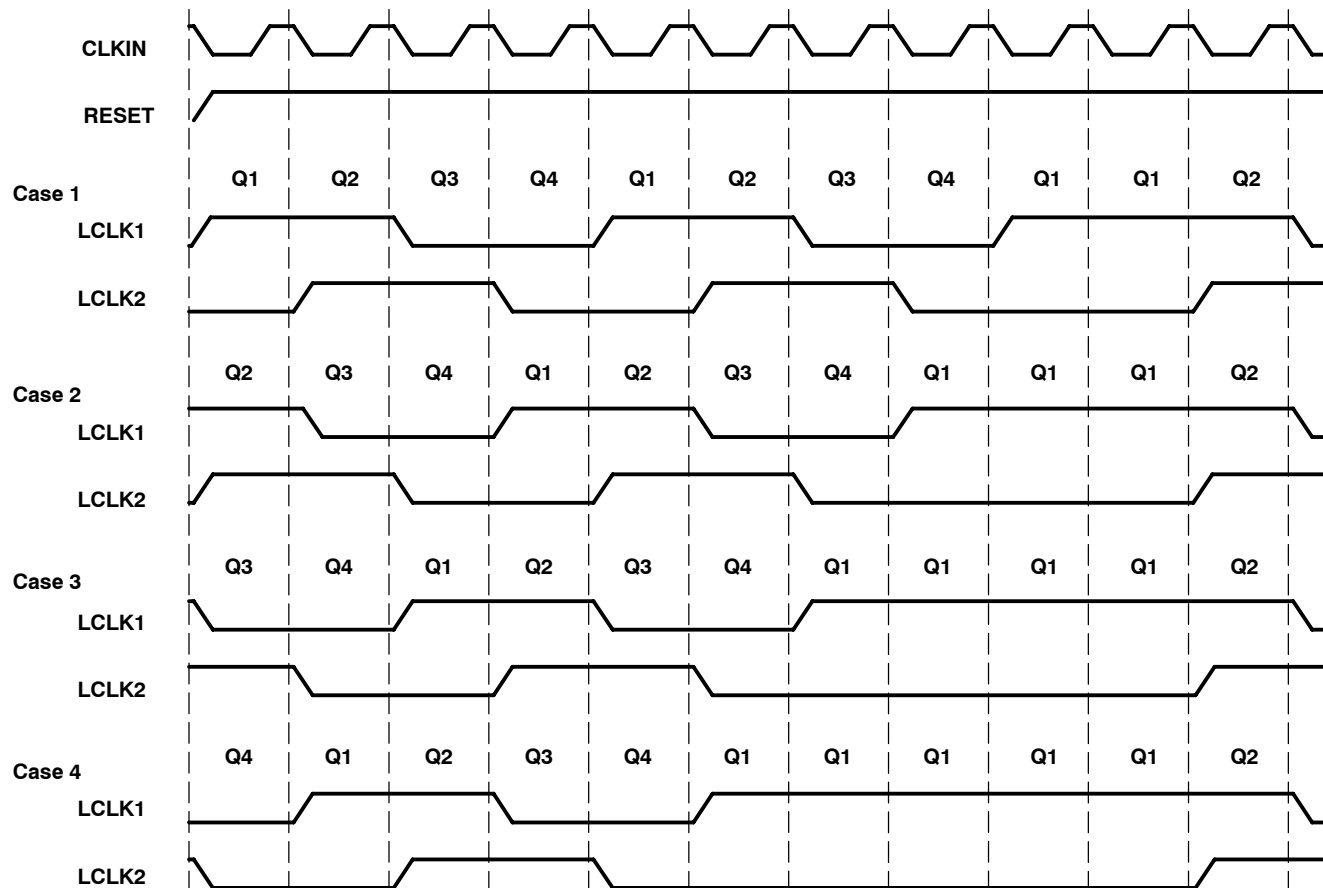 CLKIN
RESET
Q1 Q2 Q3 Q4 Q1 Q2 Q3 Q4 Q1 Q1 Q2
Case 1
LCLK1
LCLK2
Q2 Q3 Q4 Q1 Q2 Q3 Q4 Q1 Q1 Q1 Q2
Case 2
LCLK1
LCLK2
Q3 Q4 Q1 Q2 Q3 Q4 Q1 Q1 Q1 Q1 Q2
Case 3
LCLK1
LCLK2
Q4 Q1 Q2 Q3 Q4 Q1 Q1 Q1 Q1 Q1 Q2
Case 4
LCLK1
LCLK2